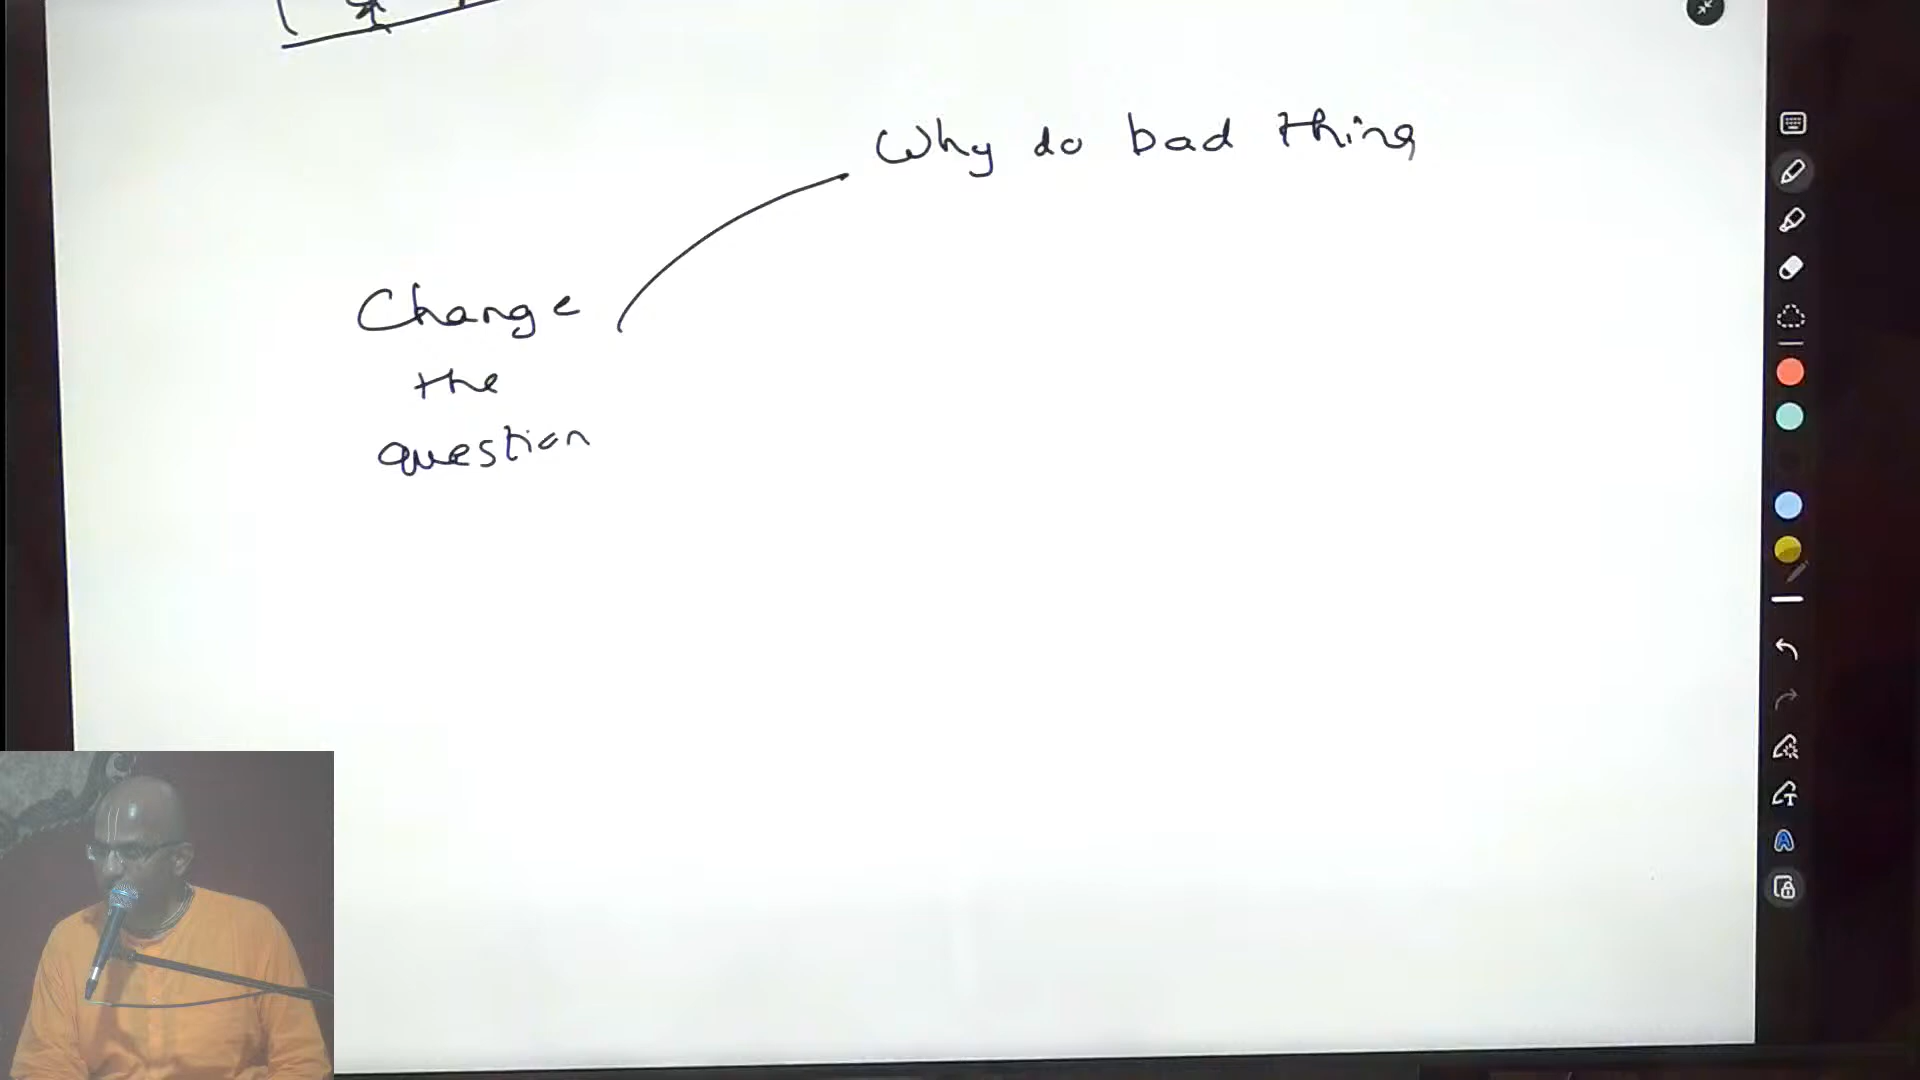 Why do bad thing
Change
the
question